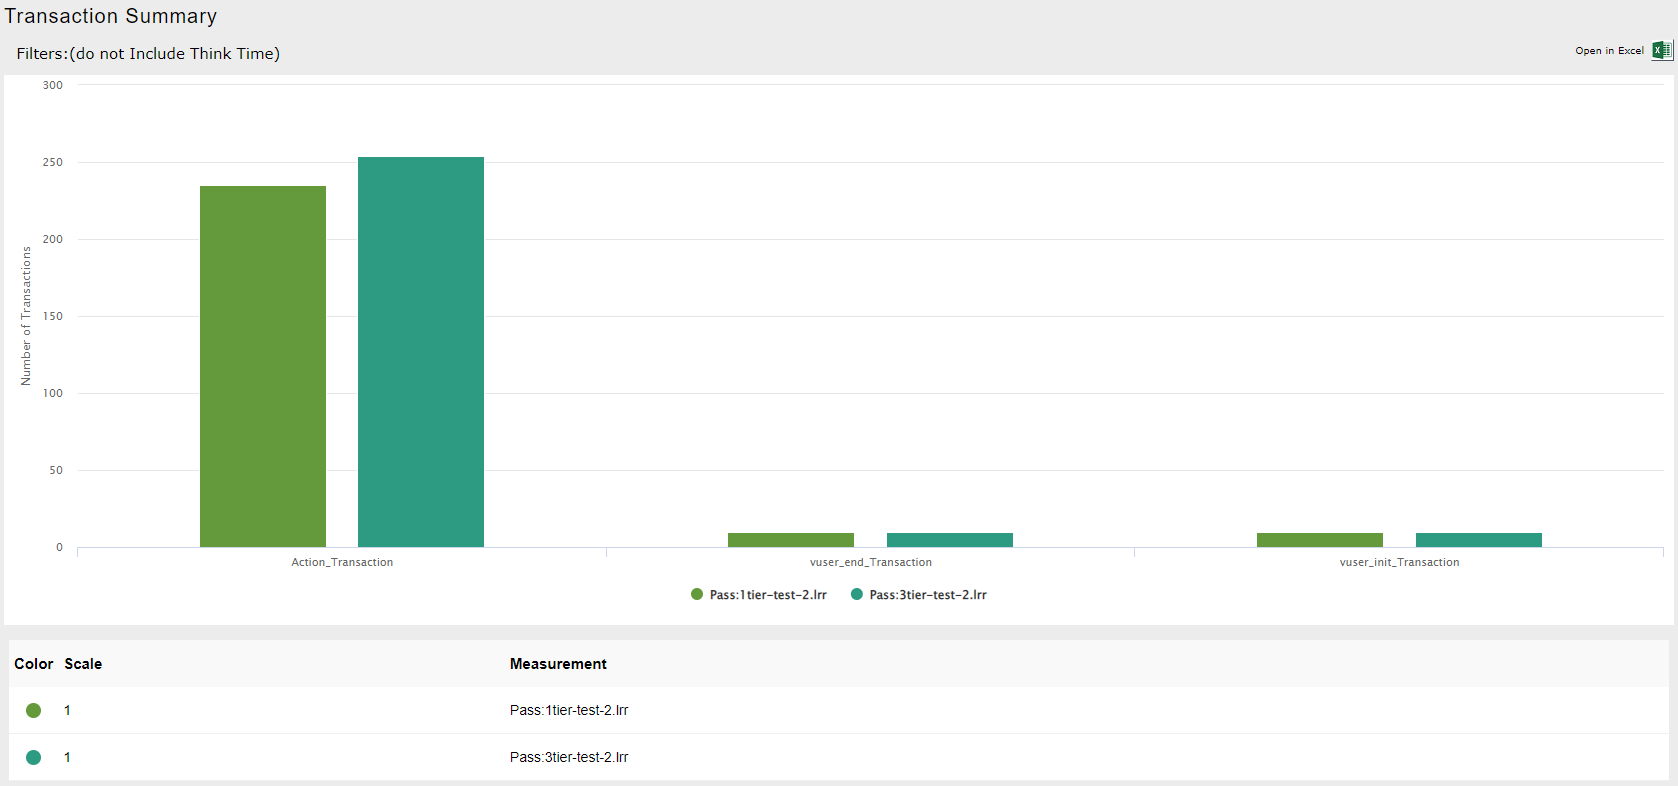 Transaction Summary
Filters:(do not Include Think Time)
Open in Excel
300
250
200
150
100
50
0
Number of Transactions
Action_Transaction
vuser_end_Transaction
vuser_init_Transaction
Pass:1tier-test-2.lrr
Pass:3tier-test-2.lrr
Color Scale Measurement
1 Pass:1tier-test-2.lrr
1 Pass:3tier-test-2.lrr